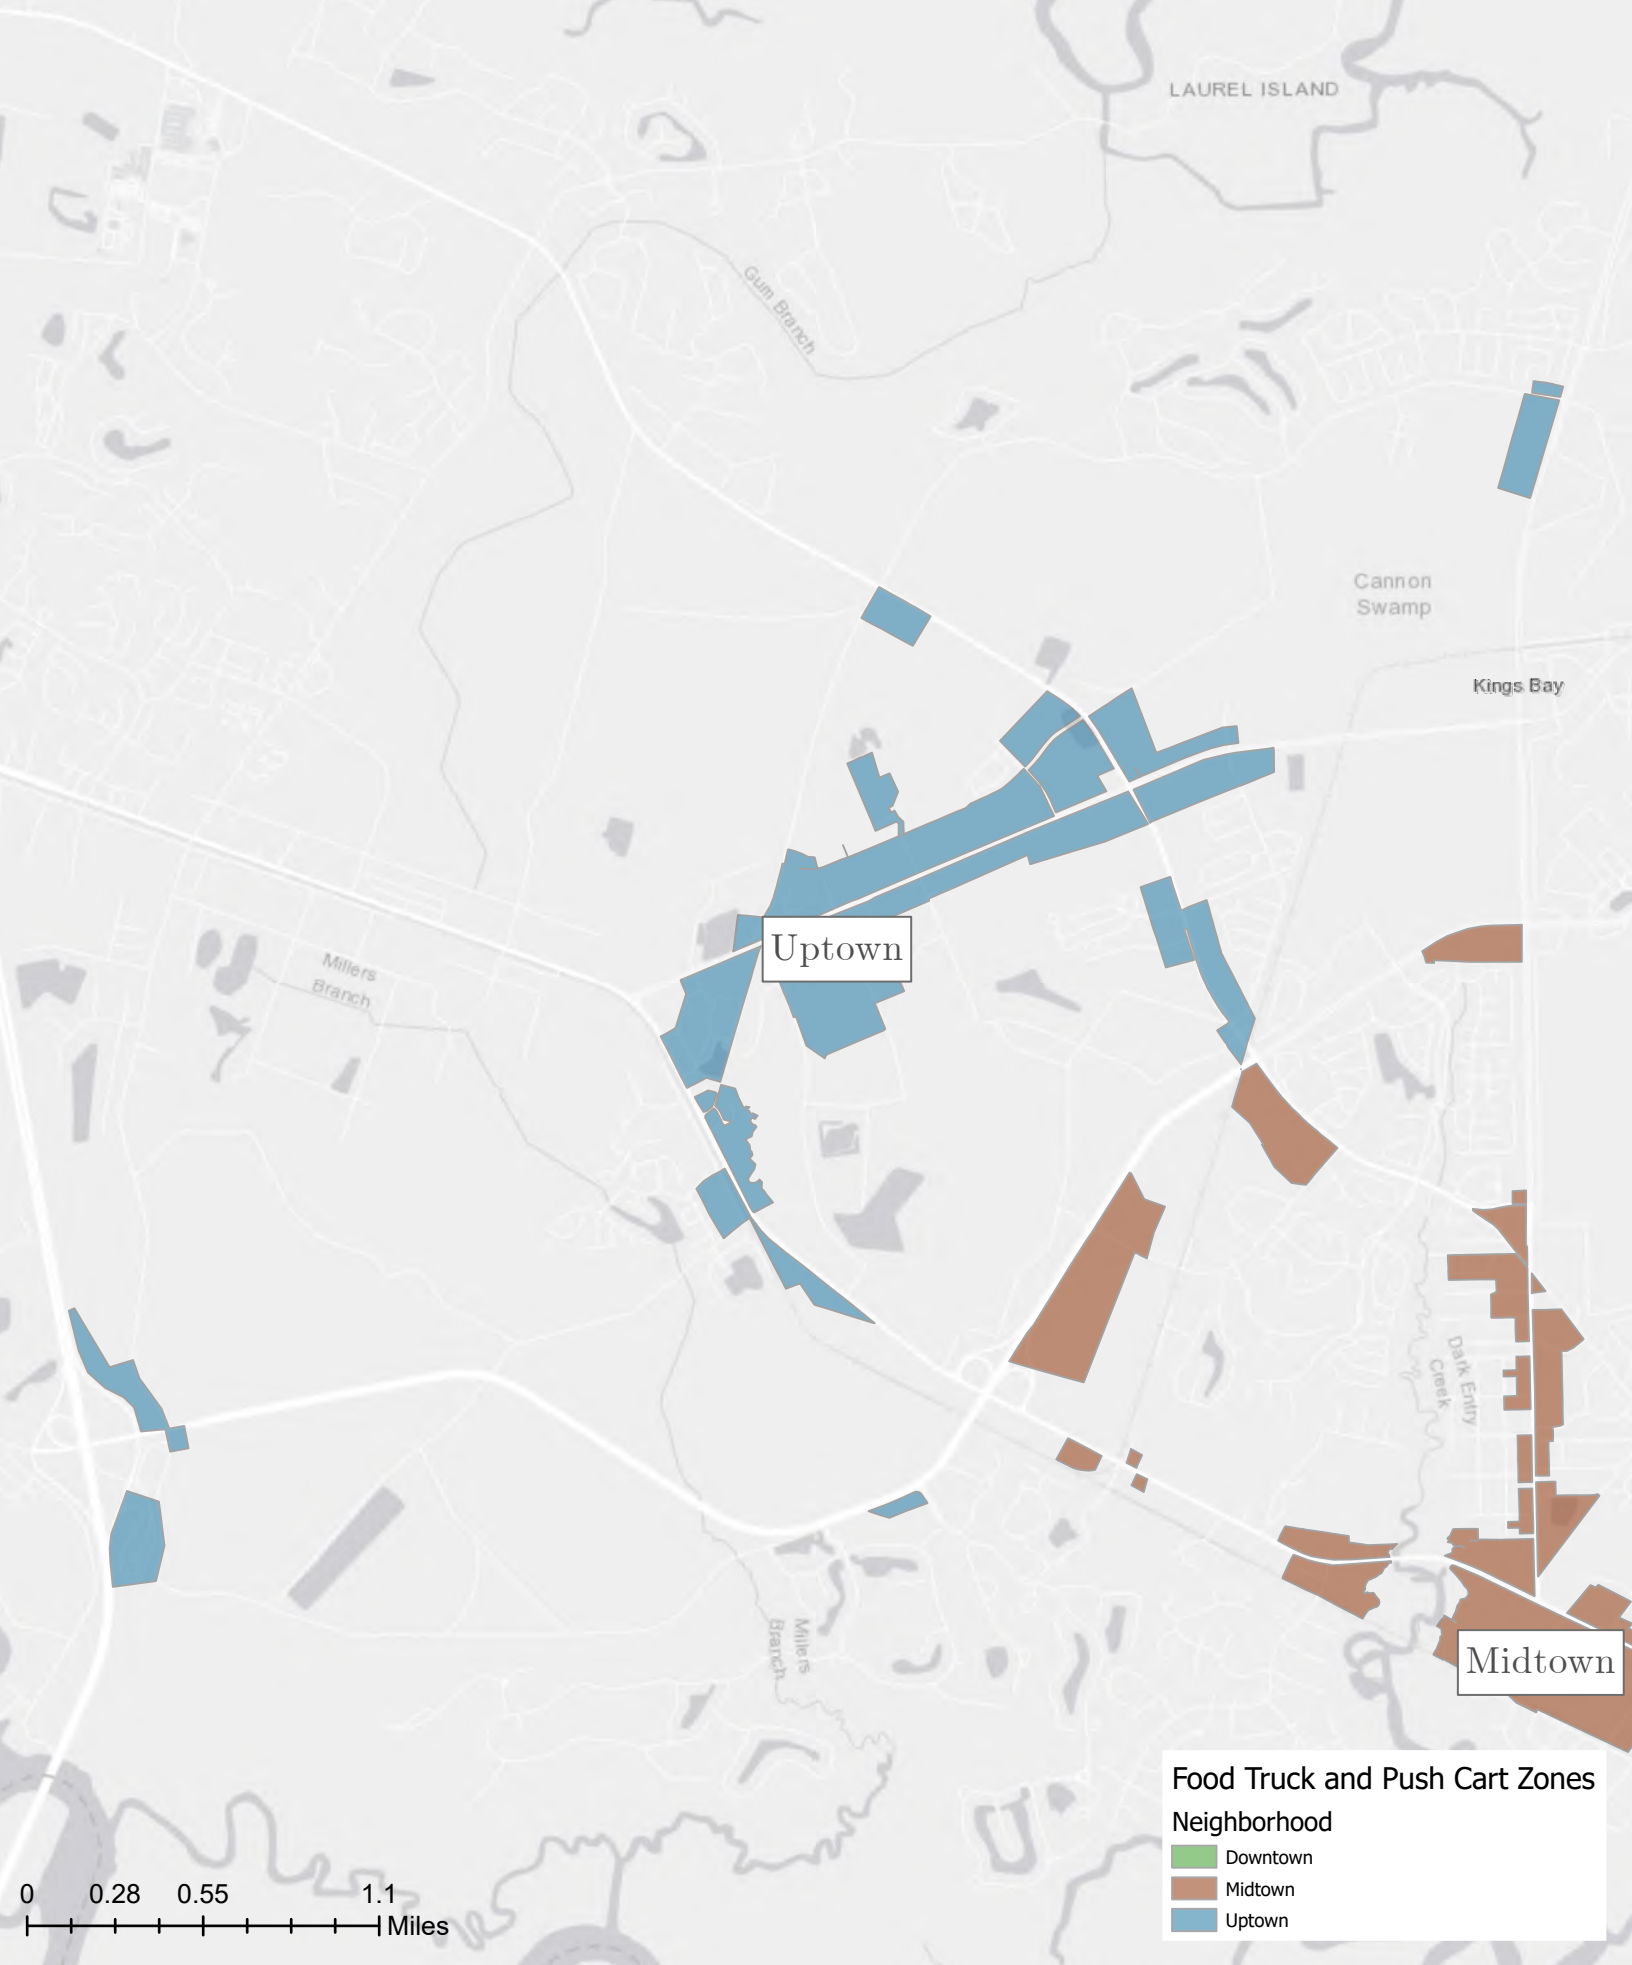 LAUREL ISLAND
Gum Branch
Cannon
Swamp
Kings Bay
Uptown
Millers
Branch
Dark Entry
Creek
Millers
Branch
Midtown
Food Truck and Push Cart Zones
Neighborhood
Downtown
Midtown
Uptown
0 0.28 0.55 1.1
Miles